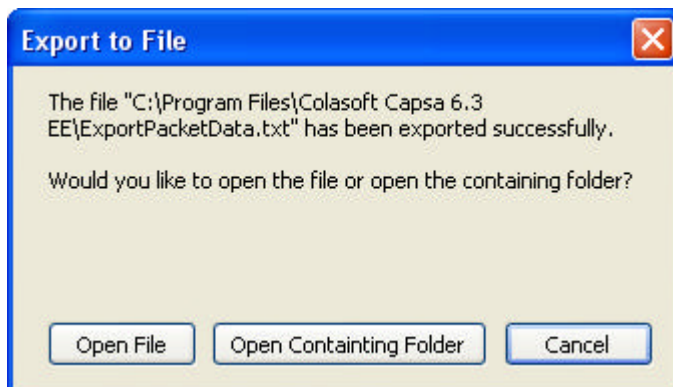 Export to File
The file "C:\Program Files\Colasoft Capsa 6.3
EE\ExportPacketData.txt" has been exported successfully.
Would you like to open the file or open the containing folder?
Open File
Open Containting Folder
Cancel